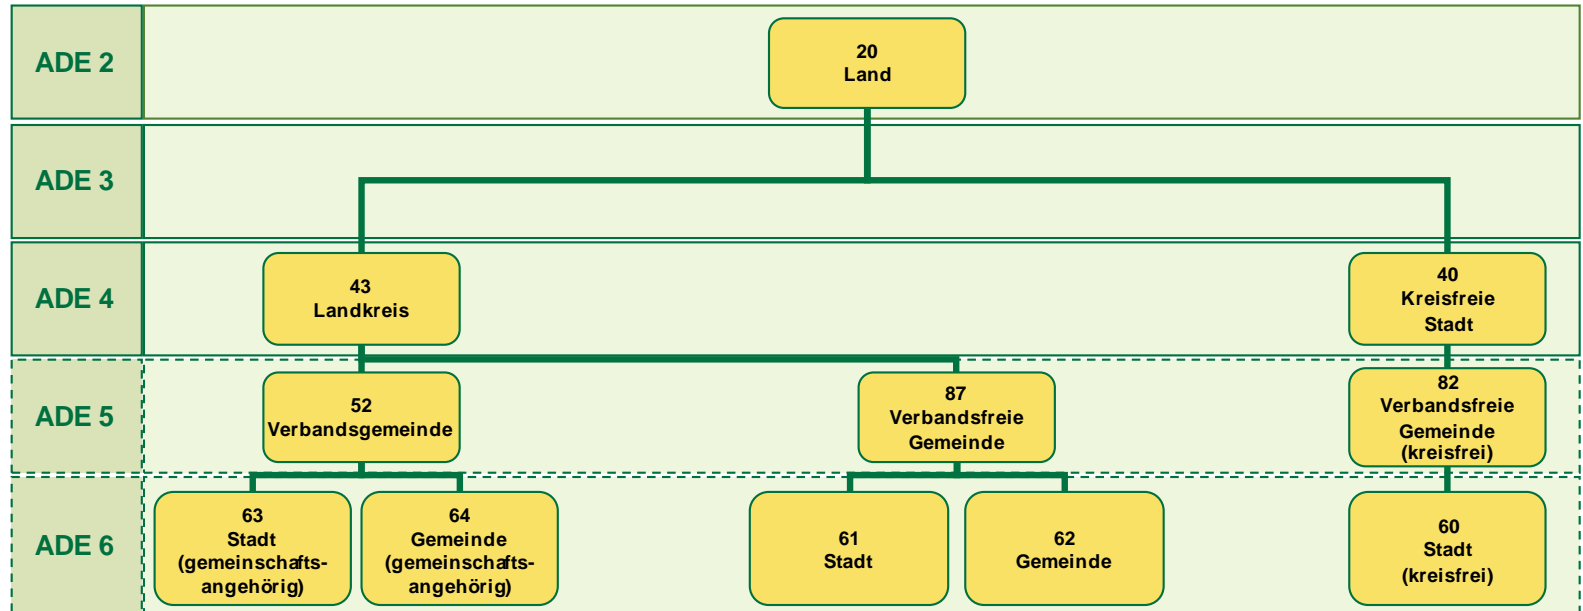 ADE 2
20
Land
ADE 3
ADE 4
43
Landkreis
40
Kreisfreie
Stadt
ADE 5
52
Verbandsgemeinde
87
Verbandsfreie
Gemeinde
82
Verbandsfreie
Gemeinde
(kreisfrei)
ADE 6
63
Stadt
(gemeinschafts-
angehörig)
64
Gemeinde
(gemeinschafts-
angehörig)
61
Stadt
62
Gemeinde
60
Stadt
(kreisfrei)